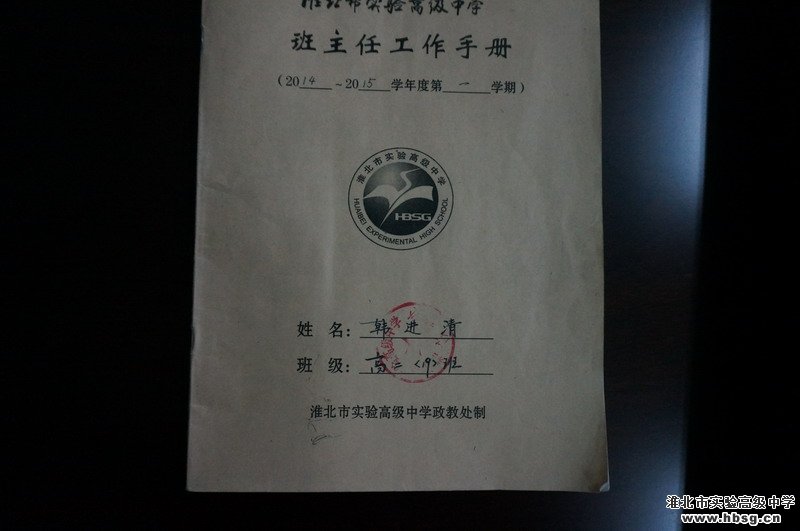 淮北市实验高级中学
班主任工作手册
(2014 ~2015 学年度第 一 学期)
淮北市实验高级中学
HBSG
HUAIBEI EXPERIMENTAL HIGH SCHOOL
姓 名: 韩进清
班 级: 高二〈19〉班
淮北市实验高级中学政教处制
淮北市实验高级中学
www.hbsg.cn